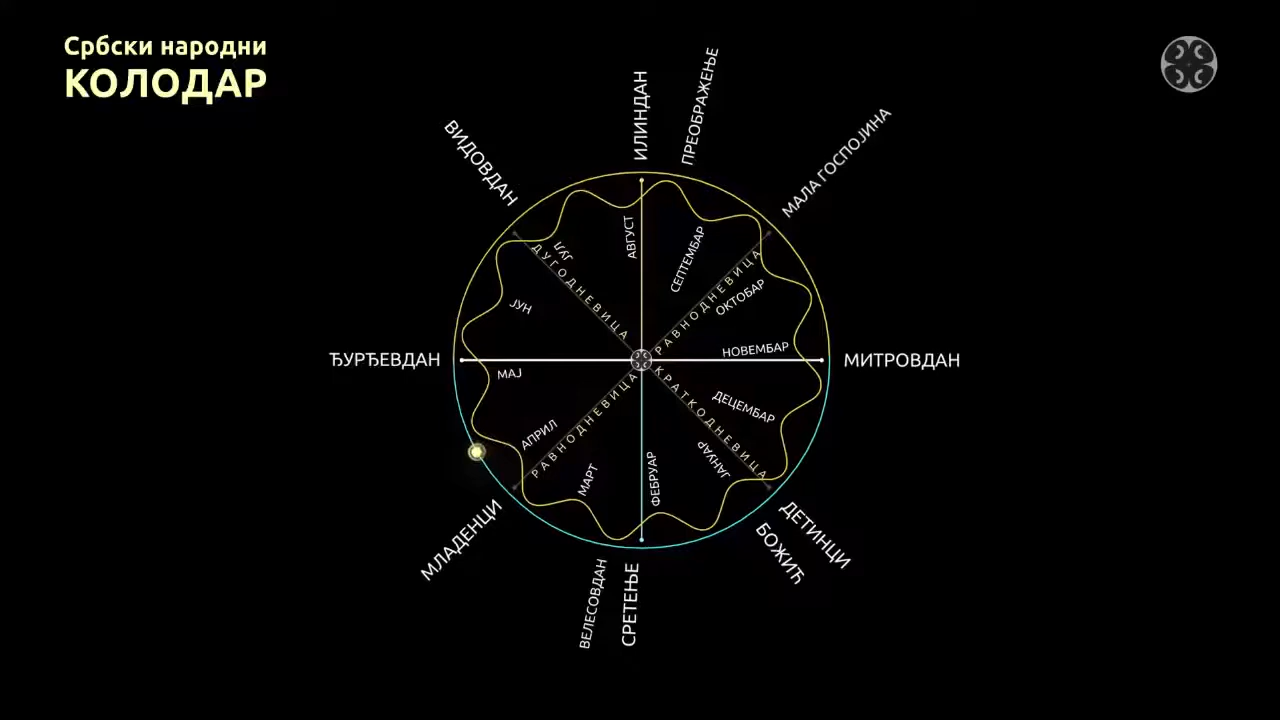 Србски народни
КОЛОДАР
ИЛИНДАН
ПРЕОБРАЖЕЊЕ
ВИДОВДАН
МАЛА ГОСПОЈИНА
АВГУСТ
ЈУЛ
СЕПТЕМБАР
ДУГОДНЕВИЦА
РАВНОДНЕВИЦА
ЈУН
ОКТОБАР
НОВЕМБАР
ЂУРЂЕВДАН
МИТРОВДАН
МАЈ
ДЕЦЕМБАР
АПРИЛ
РАВНОДНЕВИЦА
КРАТКОДНЕВИЦА
МАРТ
ФЕБРУАР
ЈАНУАР
МЛАДЕНЦИ
ДЕТИНЦИ
БОЖИЋ
ВЕЛЕСОВДАН
СРЕТЕЊЕ